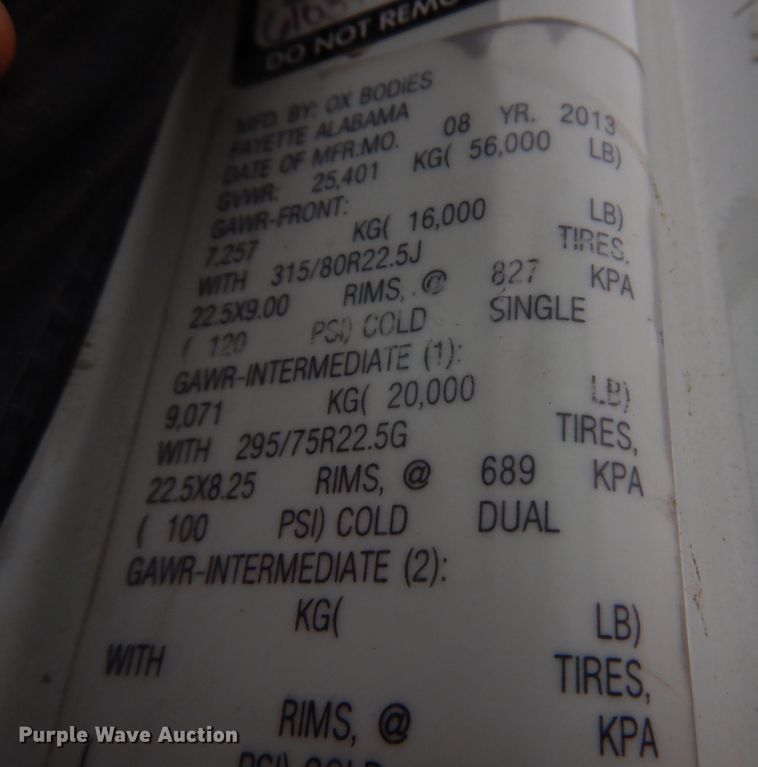 DO NOT REMO
MFD. BY: OX BODIES
FAYETTE ALABAMA
DATE OF MFR:MO. 08 YR. 2013
GVWR: 25,401 KG( 56,000 LB)
GAWR-FRONT:
7,257 KG( 16,000 LB)
WITH 315/80R22.5J TIRES,
22.5X9.00 RIMS, @ 827 KPA
( 120 PSI) COLD SINGLE
GAWR-INTERMEDIATE (1):
9,071 KG( 20,000 LB)
WITH 295/75R22.5G TIRES,
22.5X8.25 RIMS, @ 689 KPA
( 100 PSI) COLD DUAL
GAWR-INTERMEDIATE (2):
KG( LB)
WITH TIRES,
RIMS, @ KPA
PSI) COLD
Purple Wave Auction